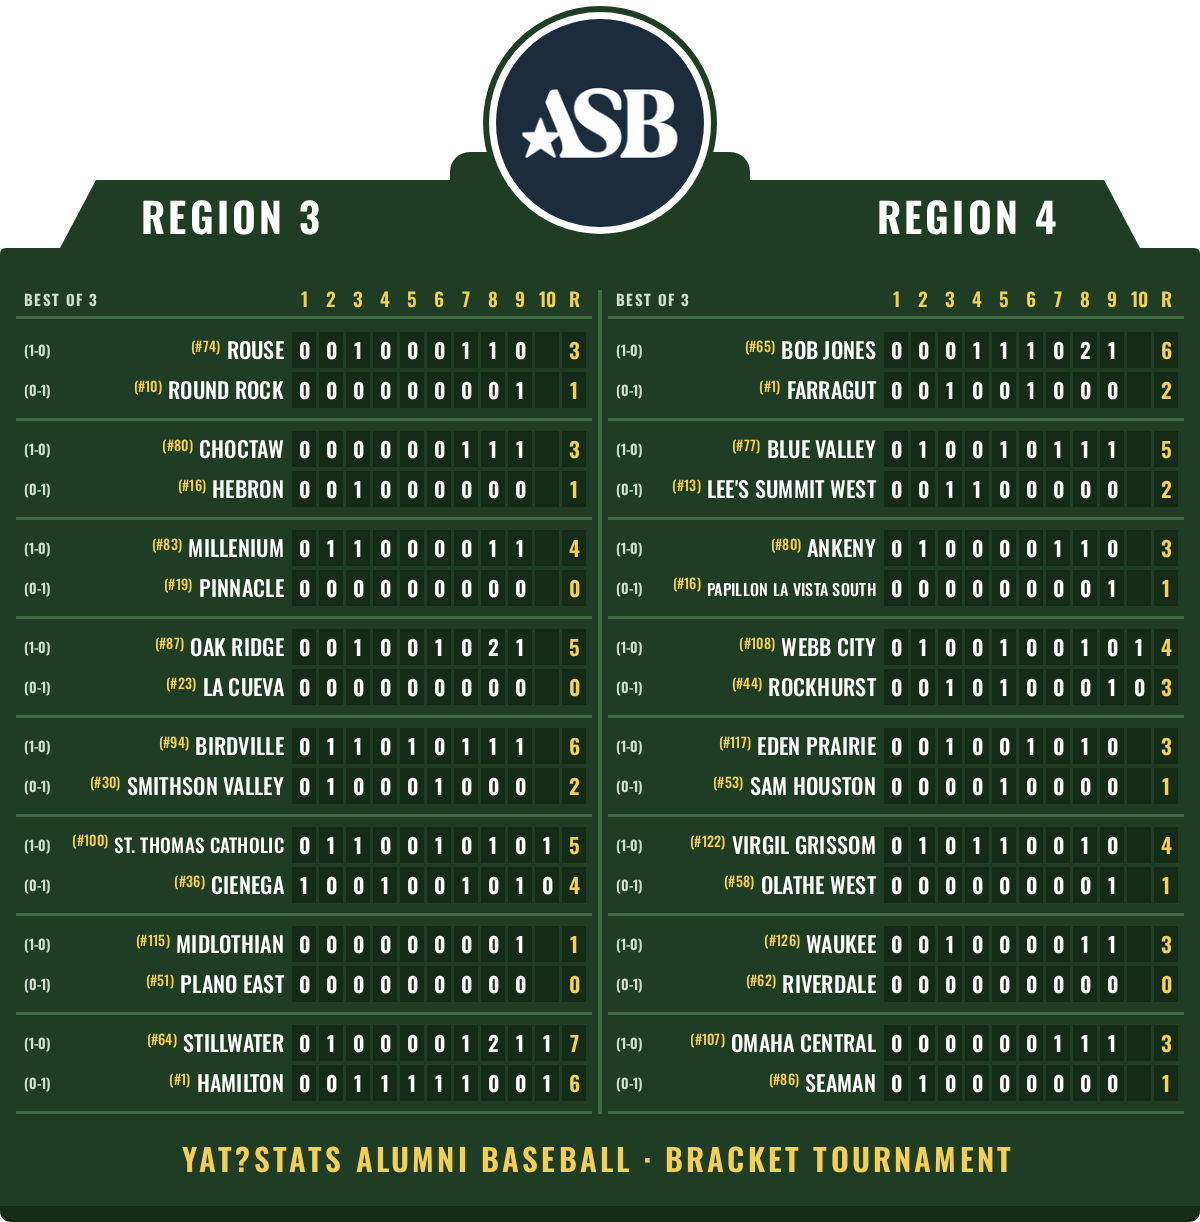 ASB
REGION 3
REGION 4
BEST OF 3 1 2 3 4 5 6 7 8 9 10 R
(1-0) (#74) ROUSE 0 0 1 0 0 0 1 1 0 3
(0-1) (#10) ROUND ROCK 0 0 0 0 0 0 0 0 1 1
(1-0) (#80) CHOCTAW 0 0 0 0 0 0 1 1 1 3
(0-1) (#16) HEBRON 0 0 1 0 0 0 0 0 0 1
(1-0) (#83) MILLENIUM 0 1 1 0 0 0 0 1 1 4
(0-1) (#19) PINNACLE 0 0 0 0 0 0 0 0 0 0
(1-0) (#87) OAK RIDGE 0 0 1 0 0 1 0 2 1 5
(0-1) (#23) LA CUEVA 0 0 0 0 0 0 0 0 0 0
(1-0) (#94) BIRDVILLE 0 1 1 0 1 0 1 1 1 6
(0-1) (#30) SMITHSON VALLEY 0 1 0 0 0 1 0 0 0 2
(1-0) (#100) ST. THOMAS CATHOLIC 0 1 1 0 0 1 0 1 0 1 5
(0-1) (#36) CIENEGA 1 0 0 1 0 0 1 0 1 0 4
(1-0) (#115) MIDLOTHIAN 0 0 0 0 0 0 0 0 1 1
(0-1) (#51) PLANO EAST 0 0 0 0 0 0 0 0 0 0
(1-0) (#64) STILLWATER 0 1 0 0 0 1 2 1 1 7
(0-1) (#1) HAMILTON 0 0 1 1 1 1 1 0 0 1 6
BEST OF 3 1 2 3 4 5 6 7 8 9 10 R
(1-0) (#65) BOB JONES 0 0 0 1 1 1 0 2 1 6
(0-1) (#1) FARRAGUT 0 0 1 0 0 1 0 0 0 2
(1-0) (#77) BLUE VALLEY 0 1 0 0 1 0 1 1 1 5
(0-1) (#13) LEE'S SUMMIT WEST 0 0 1 1 0 0 0 0 0 2
(1-0) (#80) ANKENY 0 1 0 0 0 0 1 1 0 3
(0-1) (#16) PAPILLON LA VISTA SOUTH 0 0 0 0 0 0 0 0 1 1
(1-0) (#108) WEBB CITY 0 1 0 0 1 0 0 1 0 1 4
(0-1) (#44) ROCKHURST 0 0 1 0 1 0 0 0 1 0 3
(1-0) (#117) EDEN PRAIRIE 0 0 1 0 0 1 0 1 0 3
(0-1) (#53) SAM HOUSTON 0 0 0 0 1 0 0 0 0 1
(1-0) (#122) VIRGIL GRISSOM 0 1 0 1 1 0 0 1 0 4
(0-1) (#58) OLATHE WEST 0 0 0 0 0 0 0 0 1 1
(1-0) (#126) WAUKEE 0 0 1 0 0 0 0 1 1 3
(0-1) (#62) RIVERDALE 0 0 0 0 0 0 0 0 0 0
(1-0) (#107) OMAHA CENTRAL 0 0 0 0 0 0 1 1 1 3
(0-1) (#86) SEAMAN 0 1 0 0 0 0 0 0 0 1
YAT?STATS ALUMNI BASEBALL · BRACKET TOURNAMENT